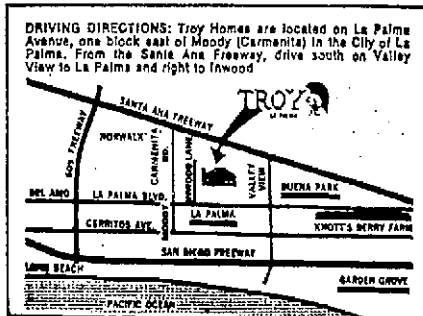 DRIVING DIRECTIONS: Troy Homes are located on La Palma
Avenue, one block east of Moody (Carmenita) in the City of La
Palma. From the Santa Ana Freeway, drive south on Valley
View to La Palma and right to Inwood
TROY
SANTA ANA FREEWAY
605 FREEWAY
NORWALK
CARMENITA RD.
INWOOD LANE
VALLEY VIEW
BUENA PARK
DEL AMO
LA PALMA BLVD.
MOODY
LA PALMA
KNOTT'S BERRY FARM
CERRITOS AVE.
SAN DIEGO FREEWAY
LONG BEACH
GARDEN GROVE
PACIFIC OCEAN